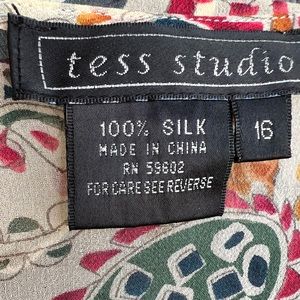 tess studio
100% SILK
MADE IN CHINA
RN 59602
FOR CARE SEE REVERSE
16